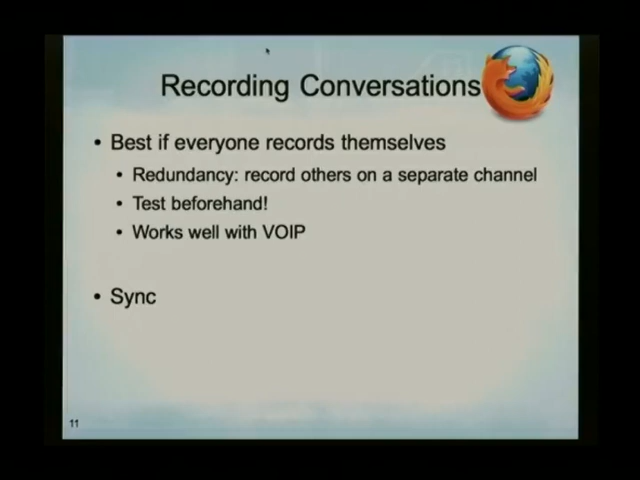 Recording Conversations
• Best if everyone records themselves
• Redundancy: record others on a separate channel
• Test beforehand!
• Works well with VOIP
• Sync
11